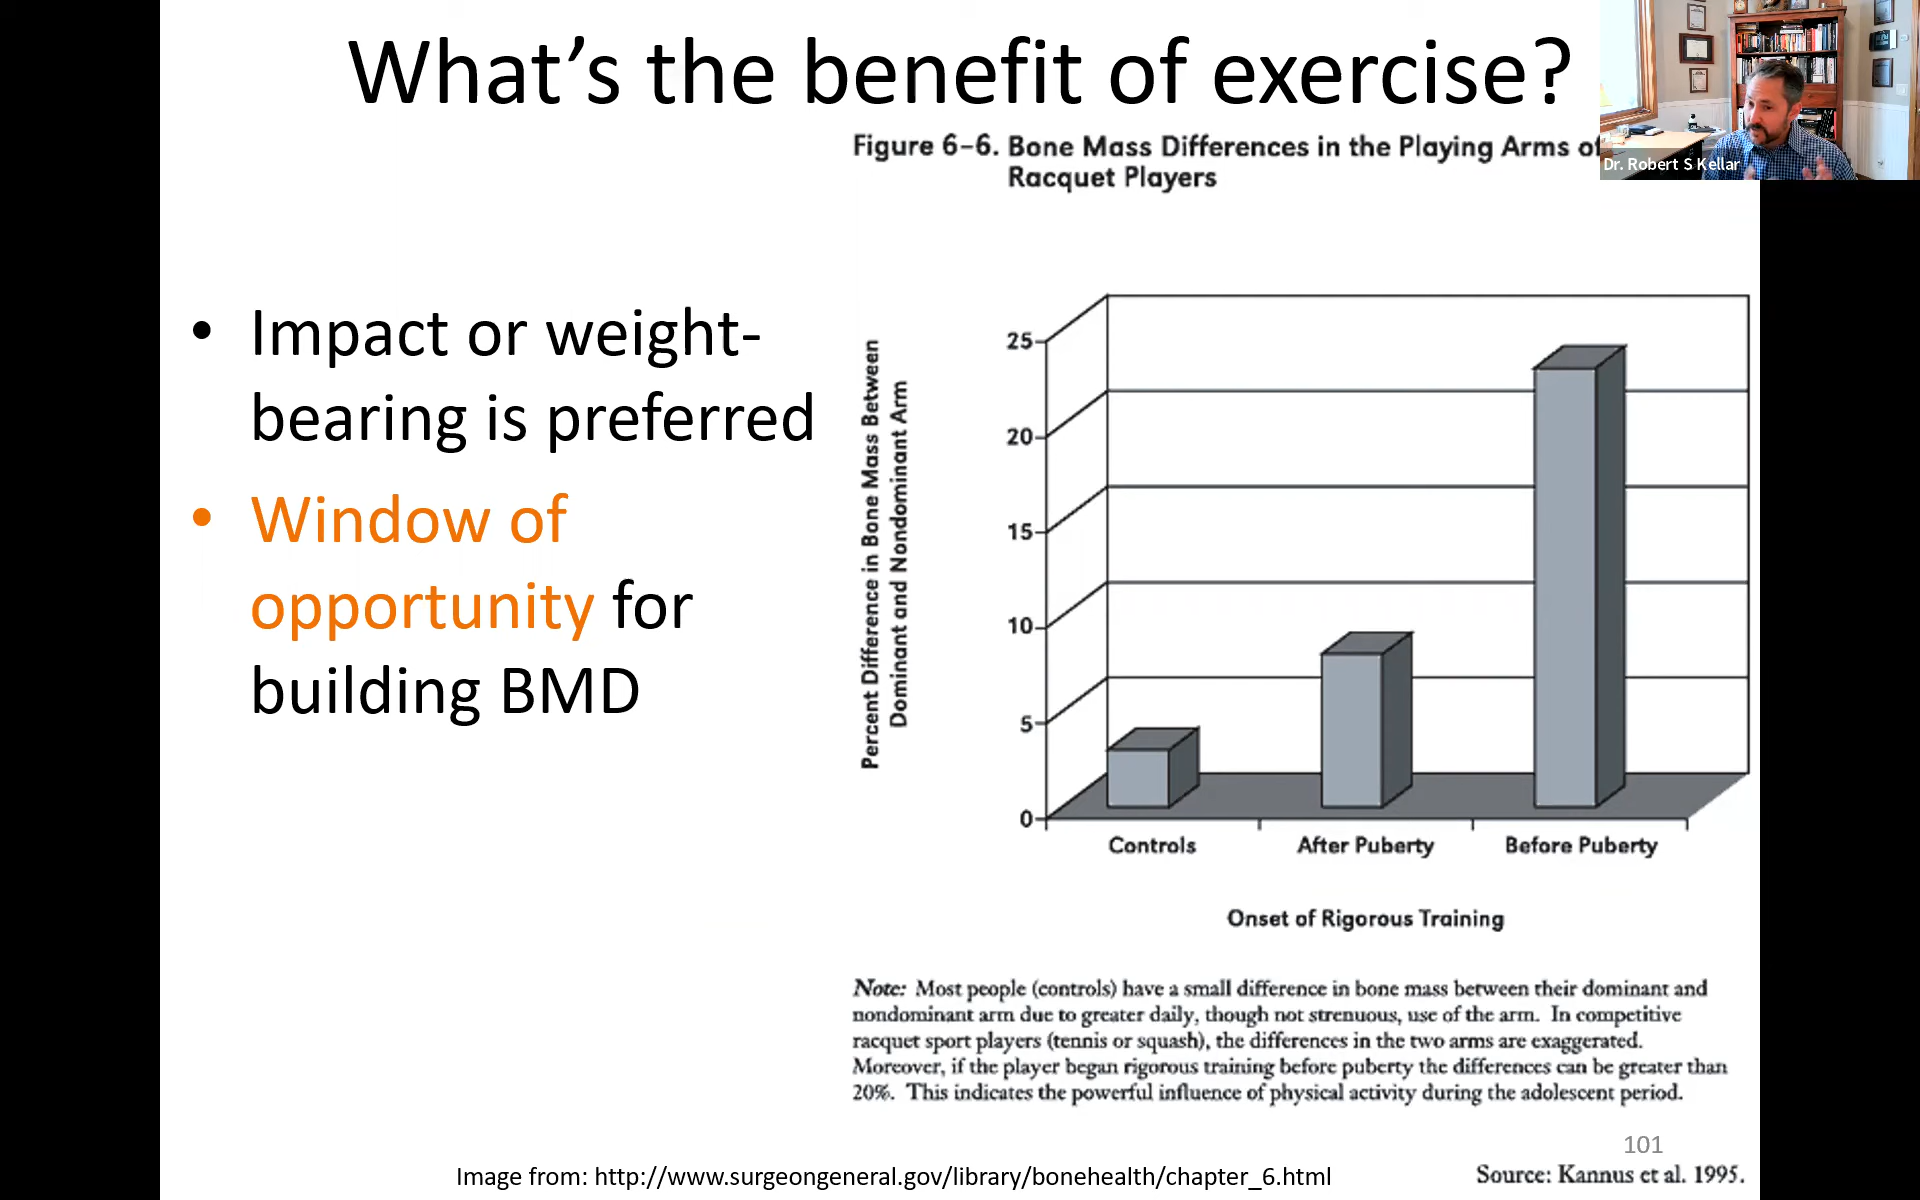 What's the benefit of exercise?
Dr. Robert S Kellar
Figure 6-6. Bone Mass Differences in the Playing Arms of
Racquet Players
• Impact or weight-
bearing is preferred
• Window of
opportunity for
building BMD
Percent Difference in Bone Mass Between
Dominant and Nondominant Arm
25
20
15
10
5
0
Controls After Puberty Before Puberty
Onset of Rigorous Training
Note: Most people (controls) have a small difference in bone mass between their dominant and
nondominant arm due to greater daily, though not strenuous, use of the arm. In competitive
racquet sport players (tennis or squash), the differences in the two arms are exaggerated.
Moreover, if the player began rigorous training before puberty the differences can be greater than
20%. This indicates the powerful influence of physical activity during the adolescent period.
101
Image from: http://www.surgeongeneral.gov/library/bonehealth/chapter_6.html
Source: Kannus et al. 1995.